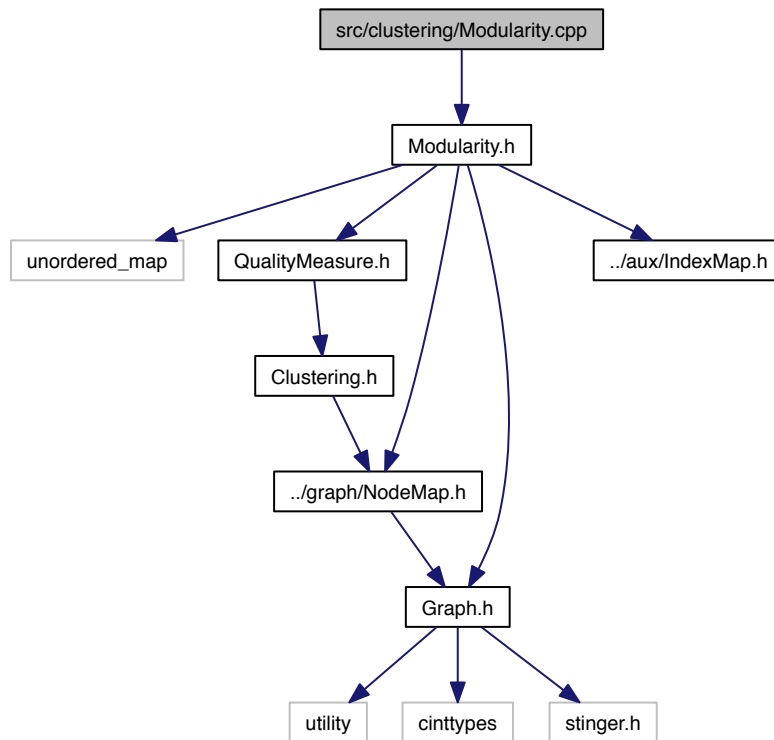 src/clustering/Modularity.cpp
Modularity.h
unordered_map
QualityMeasure.h
../aux/IndexMap.h
Clustering.h
../graph/NodeMap.h
Graph.h
utility
cinttypes
stinger.h